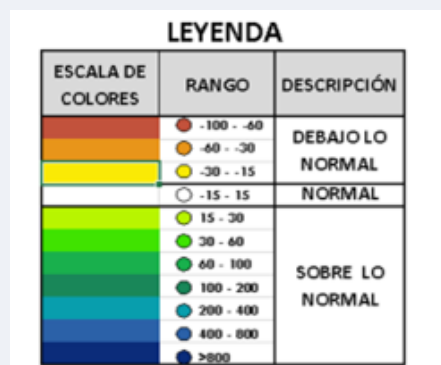 LEYENDA
ESCALA DE COLORES
RANGO
DESCRIPCIÓN
-100 - -60
-60 - -30
-30 - -15
DEBAJO LO NORMAL
-15 - 15
NORMAL
15 - 30
30 - 60
60 - 100
100 - 200
200 - 400
400 - 800
>800
SOBRE LO NORMAL